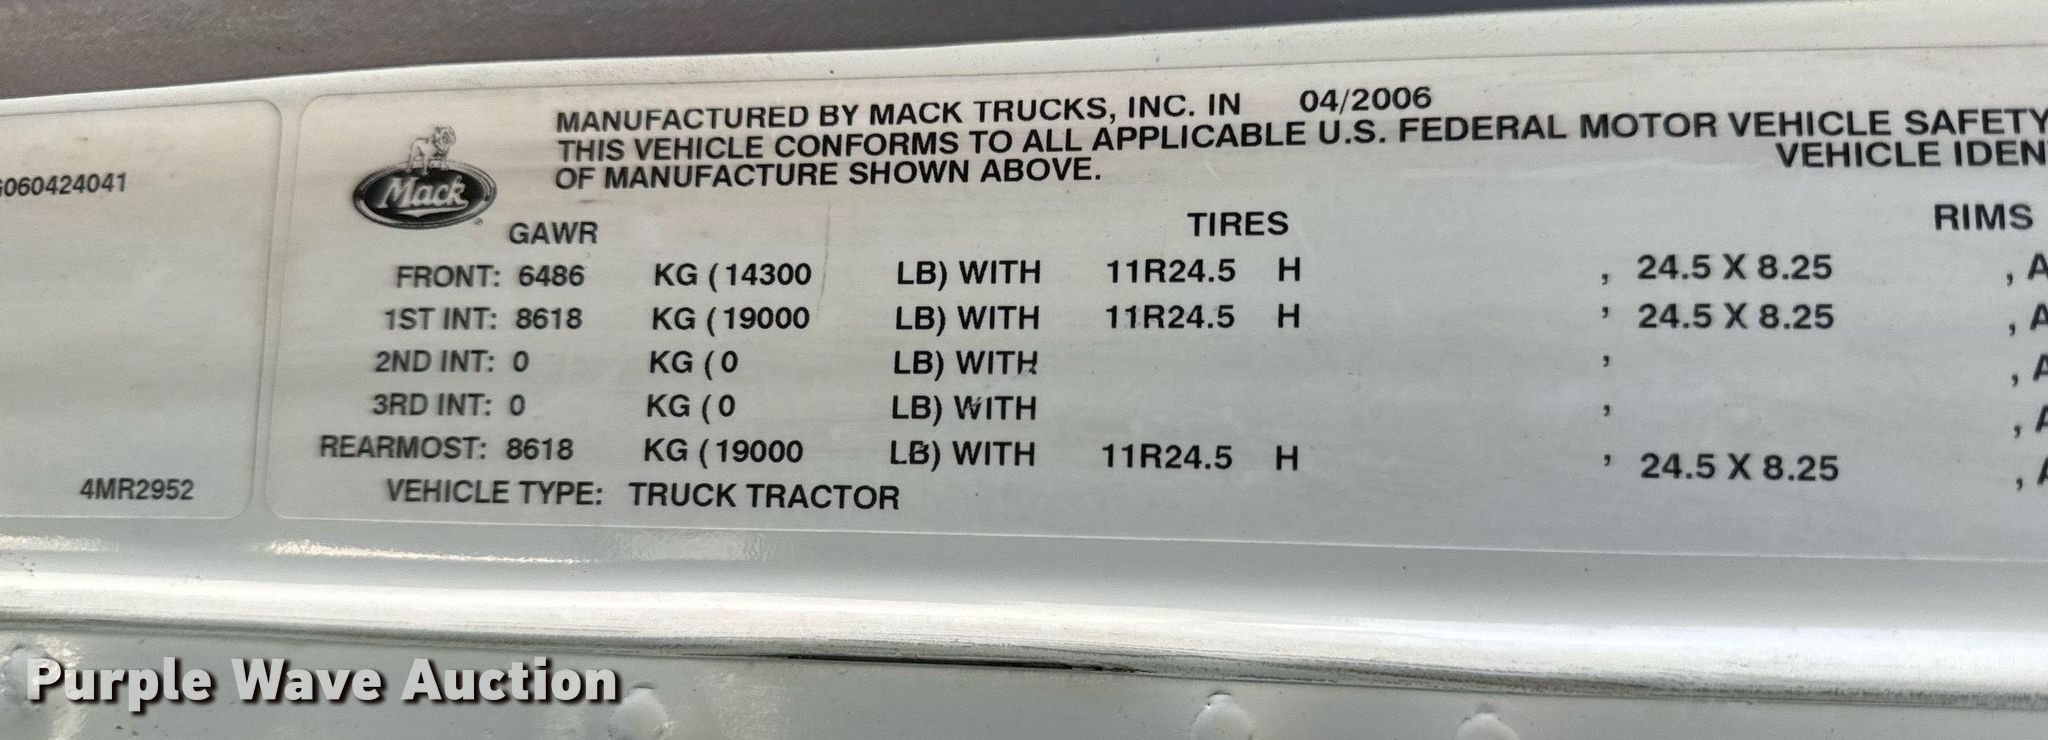 060424041
4MR2952
Mack
MANUFACTURED BY MACK TRUCKS, INC. IN 04/2006
THIS VEHICLE CONFORMS TO ALL APPLICABLE U.S. FEDERAL MOTOR VEHICLE SAFETY
OF MANUFACTURE SHOWN ABOVE. VEHICLE IDEN
GAWR TIRES RIMS
FRONT: 6486 KG (14300 LB) WITH 11R24.5 H , 24.5 X 8.25 , A
1ST INT: 8618 KG (19000 LB) WITH 11R24.5 H , 24.5 X 8.25 , A
2ND INT: 0 KG (0 LB) WITH , , A
3RD INT: 0 KG (0 LB) WITH , , A
REARMOST: 8618 KG (19000 LB) WITH 11R24.5 H , 24.5 X 8.25 , A
VEHICLE TYPE: TRUCK TRACTOR
Purple Wave Auction